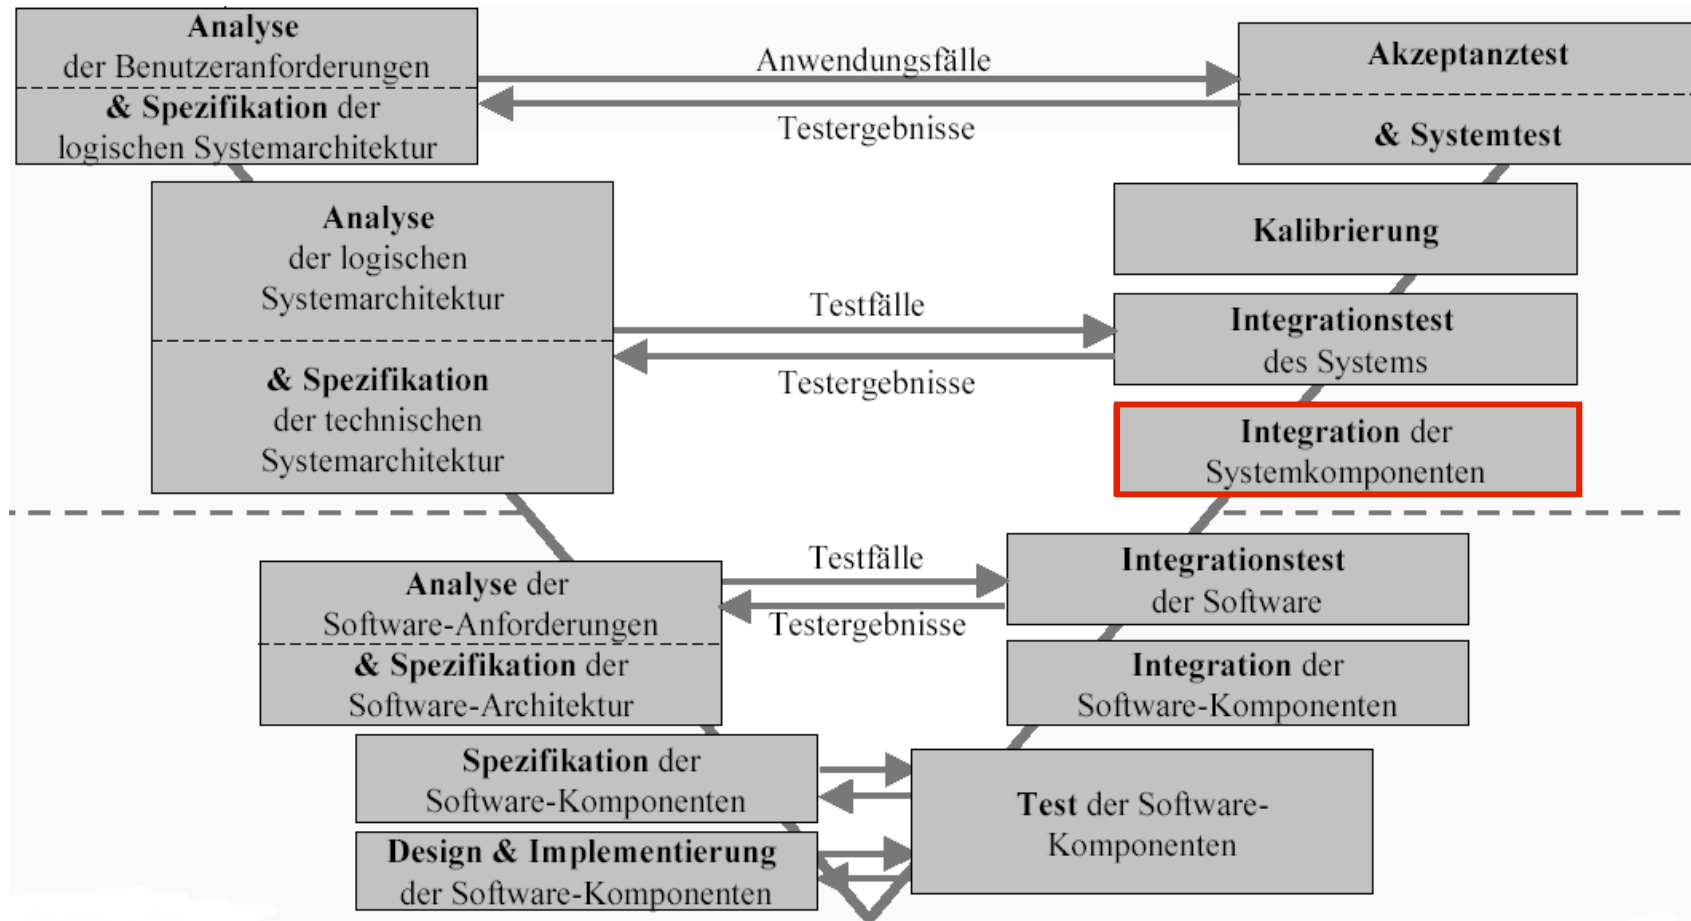 Analyse
der Benutzeranforderungen
& Spezifikation der
logischen Systemarchitektur
Anwendungsfälle
Testergebnisse
Akzeptanztest
& Systemtest
Analyse
der logischen
Systemarchitektur
& Spezifikation
der technischen
Systemarchitektur
Testfälle
Testergebnisse
Kalibrierung
Integrationstest
des Systems
Integration der
Systemkomponenten
Analyse der
Software-Anforderungen
& Spezifikation der
Software-Architektur
Testfälle
Testergebnisse
Integrationstest
der Software
Integration der
Software-Komponenten
Spezifikation der
Software-Komponenten
Design & Implementierung
der Software-Komponenten
Test der Software-
Komponenten